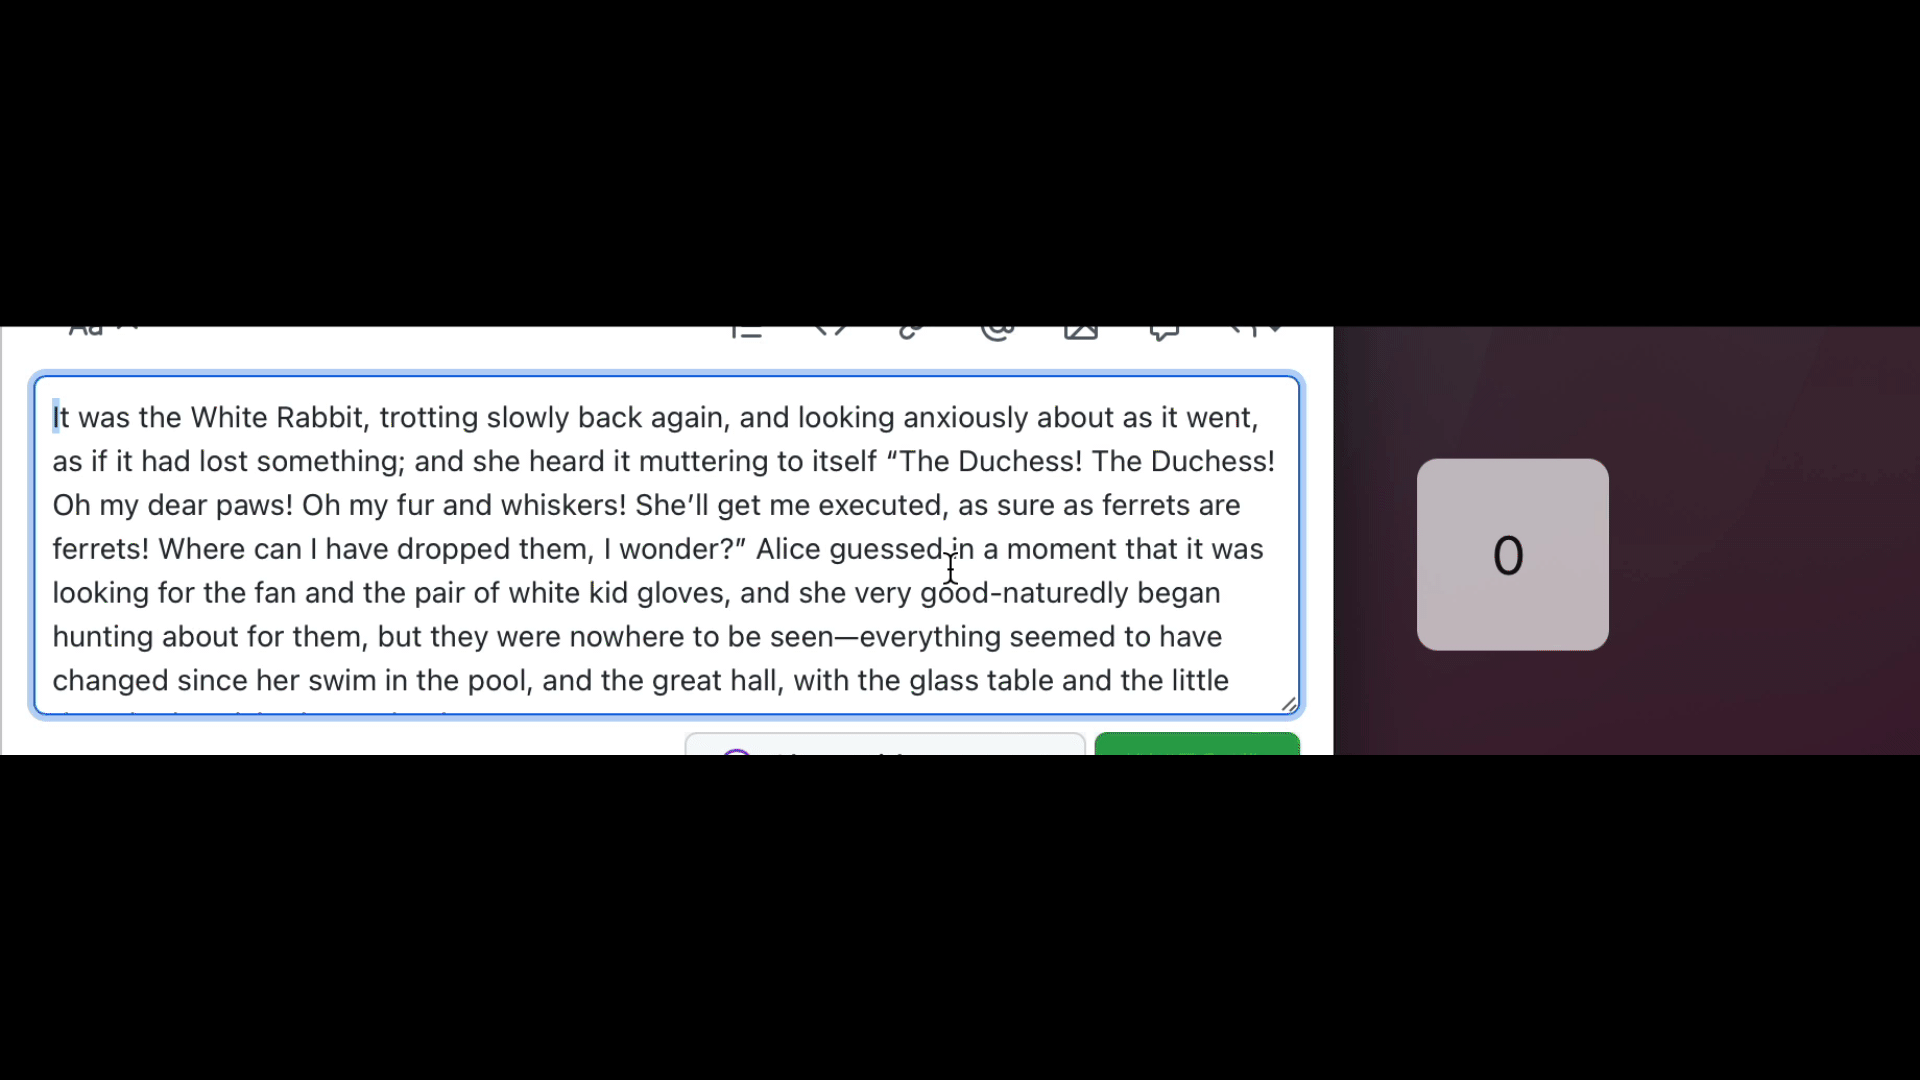 Aa
It was the White Rabbit, trotting slowly back again, and looking anxiously about as it went,
as if it had lost something; and she heard it muttering to itself “The Duchess! The Duchess!
Oh my dear paws! Oh my fur and whiskers! She’ll get me executed, as sure as ferrets are
ferrets! Where can I have dropped them, I wonder?” Alice guessed in a moment that it was
looking for the fan and the pair of white kid gloves, and she very good-naturedly began
hunting about for them, but they were nowhere to be seen—everything seemed to have
changed since her swim in the pool, and the great hall, with the glass table and the little
0